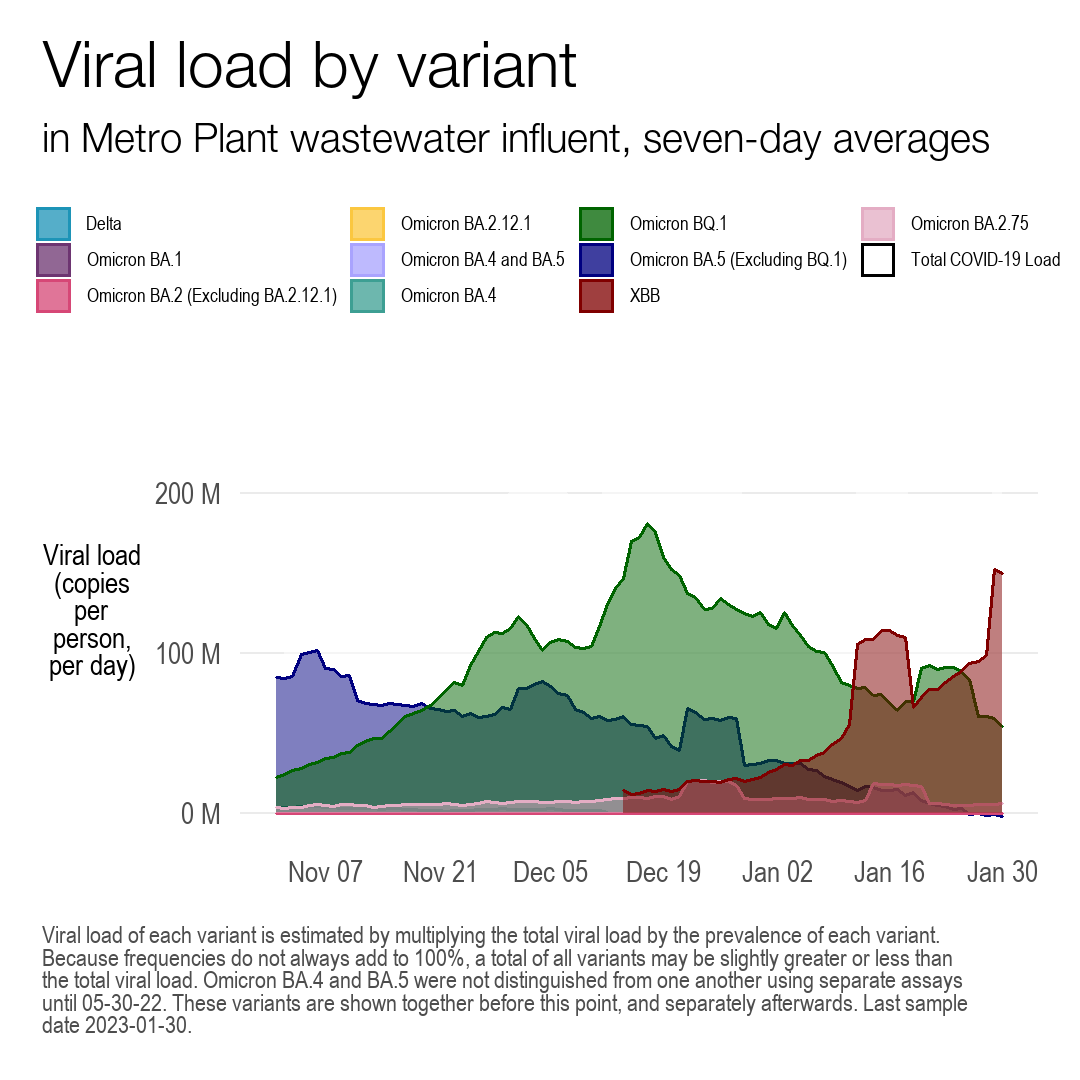 Viral load by variant
in Metro Plant wastewater influent, seven-day averages
Delta
Omicron BA.1
Omicron BA.2 (Excluding BA.2.12.1)
Omicron BA.2.12.1
Omicron BA.4 and BA.5
Omicron BA.4
Omicron BQ.1
Omicron BA.5 (Excluding BQ.1)
XBB
Omicron BA.2.75
Total COVID-19 Load
200 M
100 M
0 M
Viral load
(copies
per
person,
per day)
Nov 07
Nov 21
Dec 05
Dec 19
Jan 02
Jan 16
Jan 30
Viral load of each variant is estimated by multiplying the total viral load by the prevalence of each variant.
Because frequencies do not always add to 100%, a total of all variants may be slightly greater or less than
the total viral load. Omicron BA.4 and BA.5 were not distinguished from one another using separate assays
until 05-30-22. These variants are shown together before this point, and separately afterwards. Last sample
date 2023-01-30.